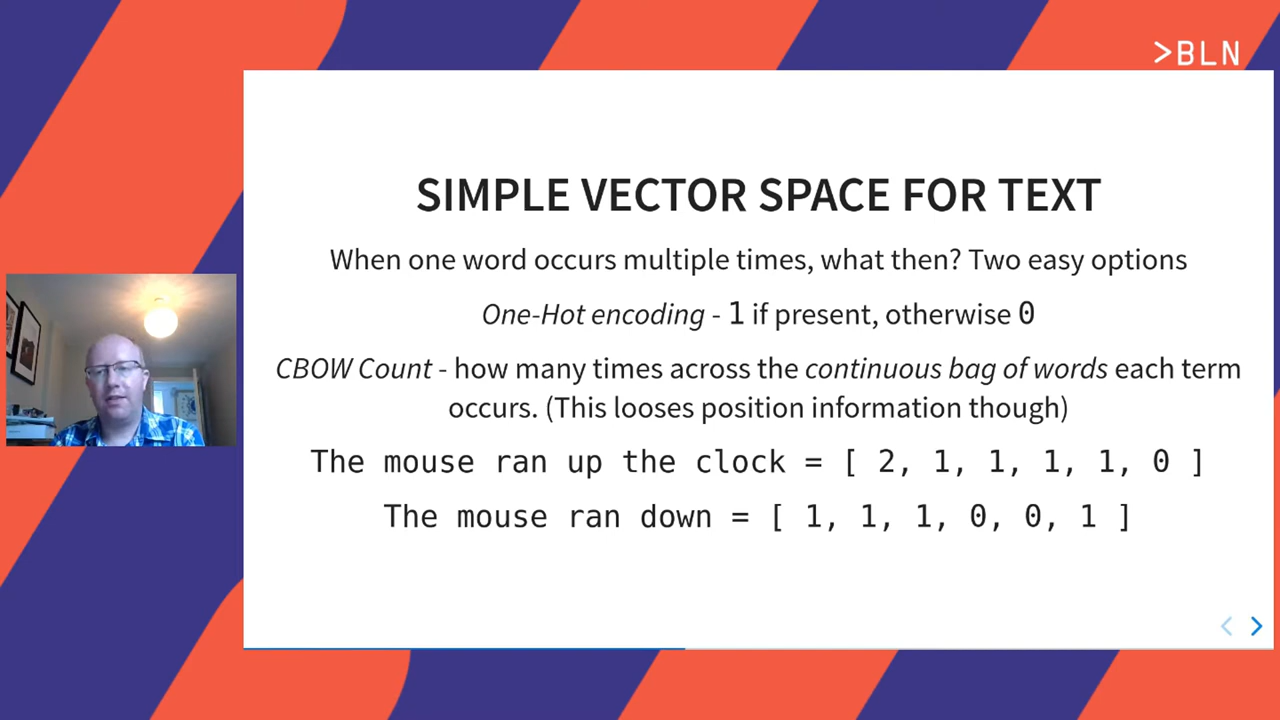 >BLN
SIMPLE VECTOR SPACE FOR TEXT
When one word occurs multiple times, what then? Two easy options
One-Hot encoding - 1 if present, otherwise 0
CBOW Count - how many times across the continuous bag of words each term
occurs. (This looses position information though)
The mouse ran up the clock = [ 2, 1, 1, 1, 1, 0 ]
The mouse ran down = [ 1, 1, 1, 0, 0, 1 ]